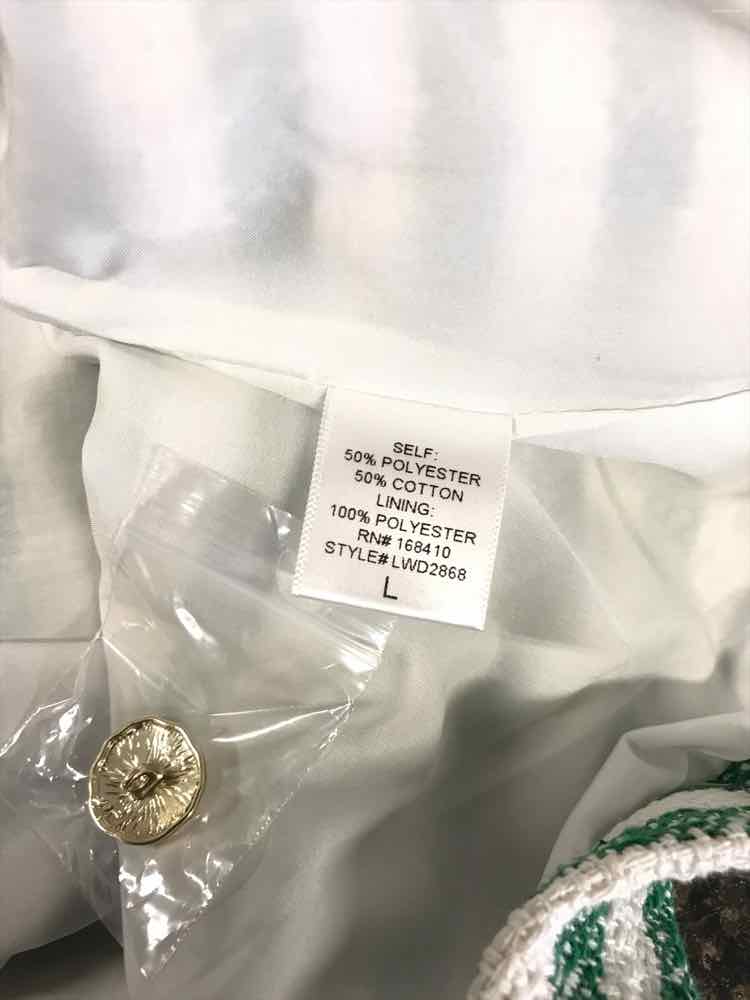 SELF:
50% POLYESTER
50% COTTON
LINING:
100% POLYESTER
RN# 168410
STYLE# LWD2868
L